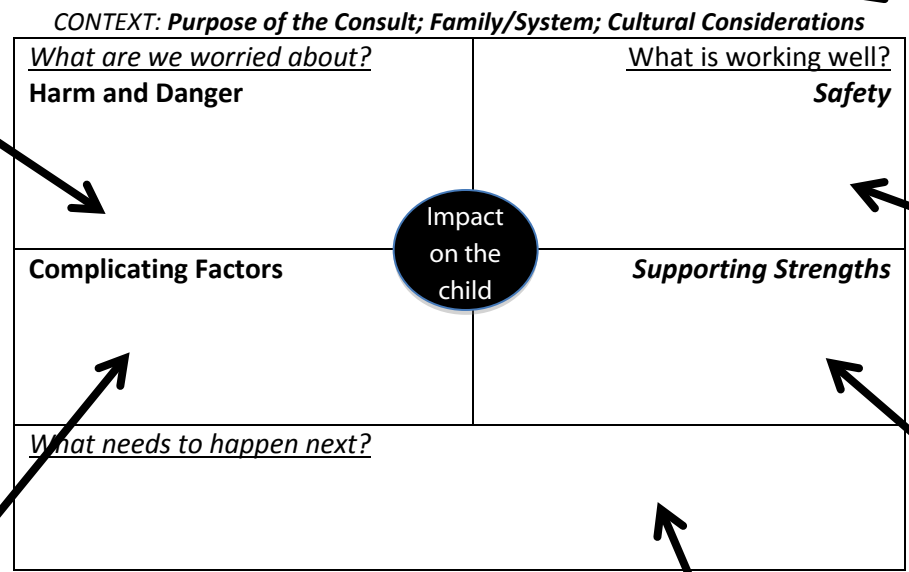 CONTEXT: Purpose of the Consult; Family/System; Cultural Considerations
What are we worried about?
Harm and Danger
What is working well?
Safety
Impact
on the
child
Complicating Factors
Supporting Strengths
What needs to happen next?